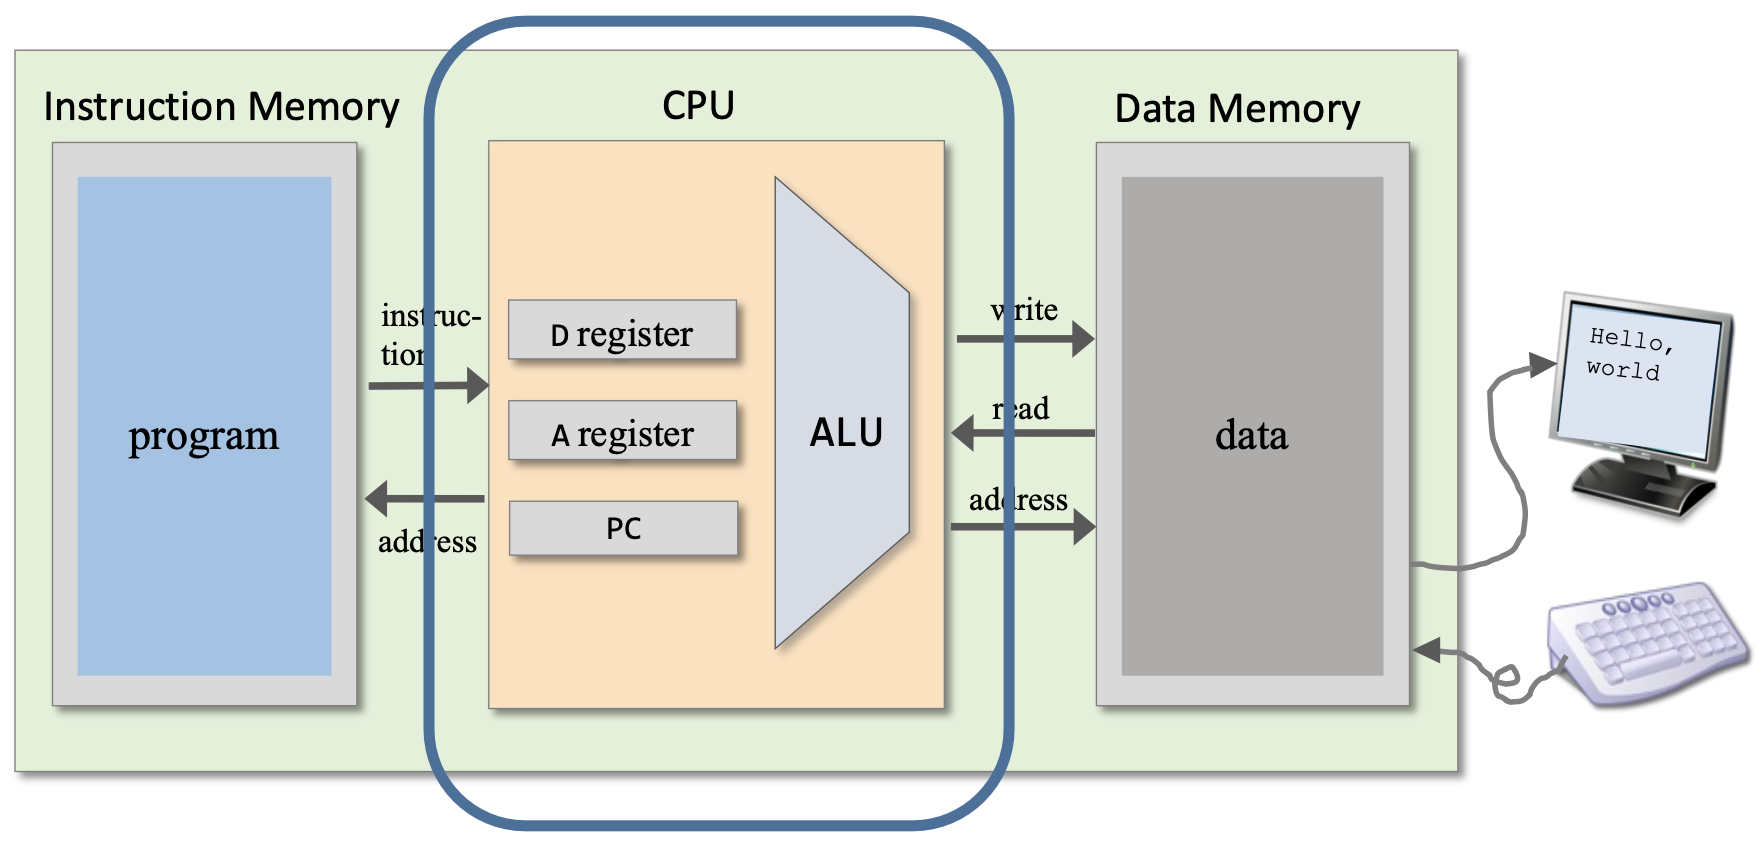 Instruction Memory
CPU
Data Memory
program
instruc-
tion
address
D register
A register
PC
ALU
write
read
address
data
Hello,
world